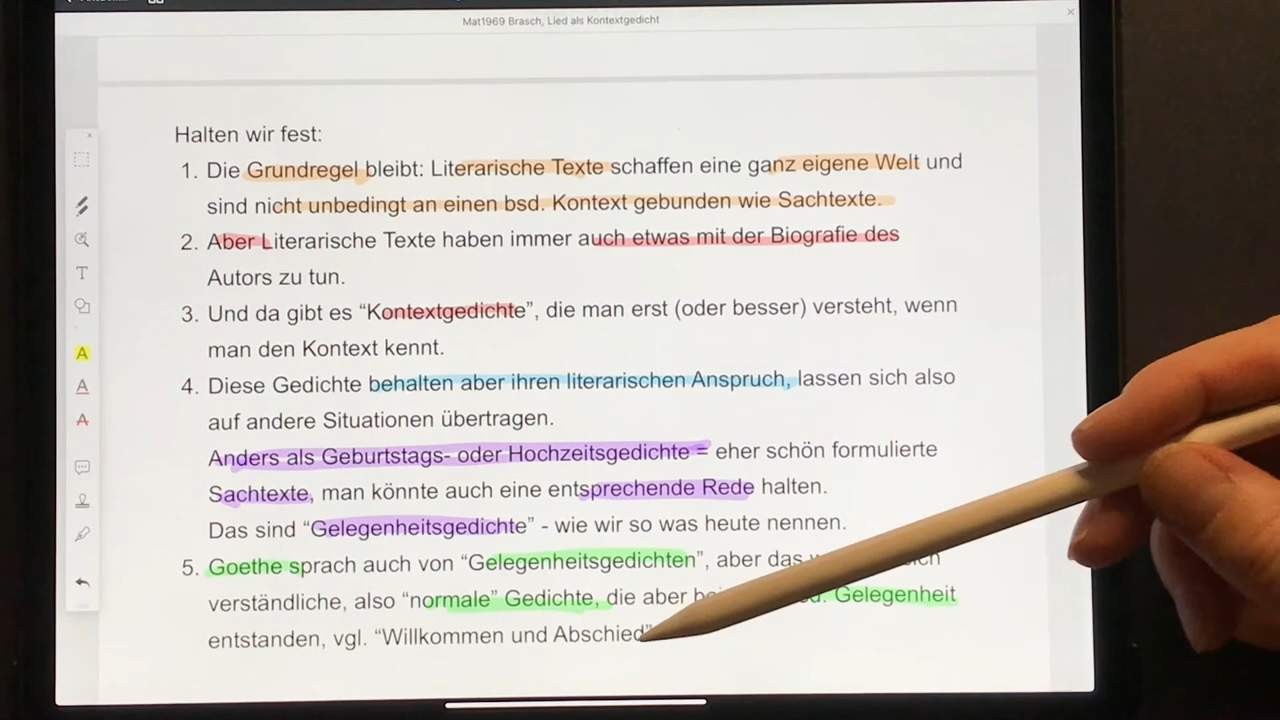 Mat1969 Brasch, Lied als Kontextgedicht
Halten wir fest:
1. Die Grundregel bleibt: Literarische Texte schaffen eine ganz eigene Welt und
sind nicht unbedingt an einen bsd. Kontext gebunden wie Sachtexte.
2. Aber Literarische Texte haben immer auch etwas mit der Biografie des
Autors zu tun.
3. Und da gibt es “Kontextgedichte”, die man erst (oder besser) versteht, wenn
man den Kontext kennt.
4. Diese Gedichte behalten aber ihren literarischen Anspruch, lassen sich also
auf andere Situationen übertragen.
Anders als Geburtstags- oder Hochzeitsgedichte = eher schön formulierte
Sachtexte, man könnte auch eine entsprechende Rede halten.
Das sind “Gelegenheitsgedichte” - wie wir so was heute nennen.
5. Goethe sprach auch von “Gelegenheitsgedichten”, aber das
verständliche, also “normale” Gedichte, die aber Gelegenheit
entstanden, vgl. “Willkommen und Abschied”